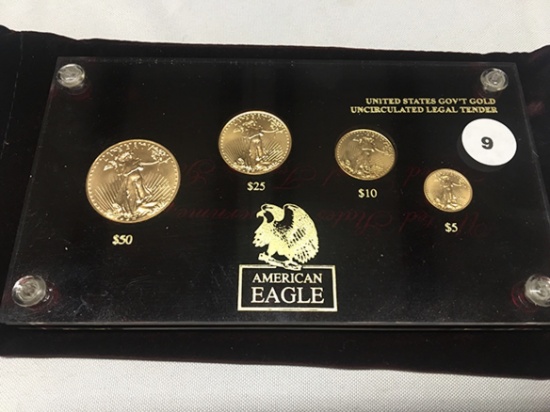 UNITED STATES GOV'T GOLD
UNCIRCULATED LEGAL TENDER
9
$50
$25
$10
$5
AMERICAN
EAGLE